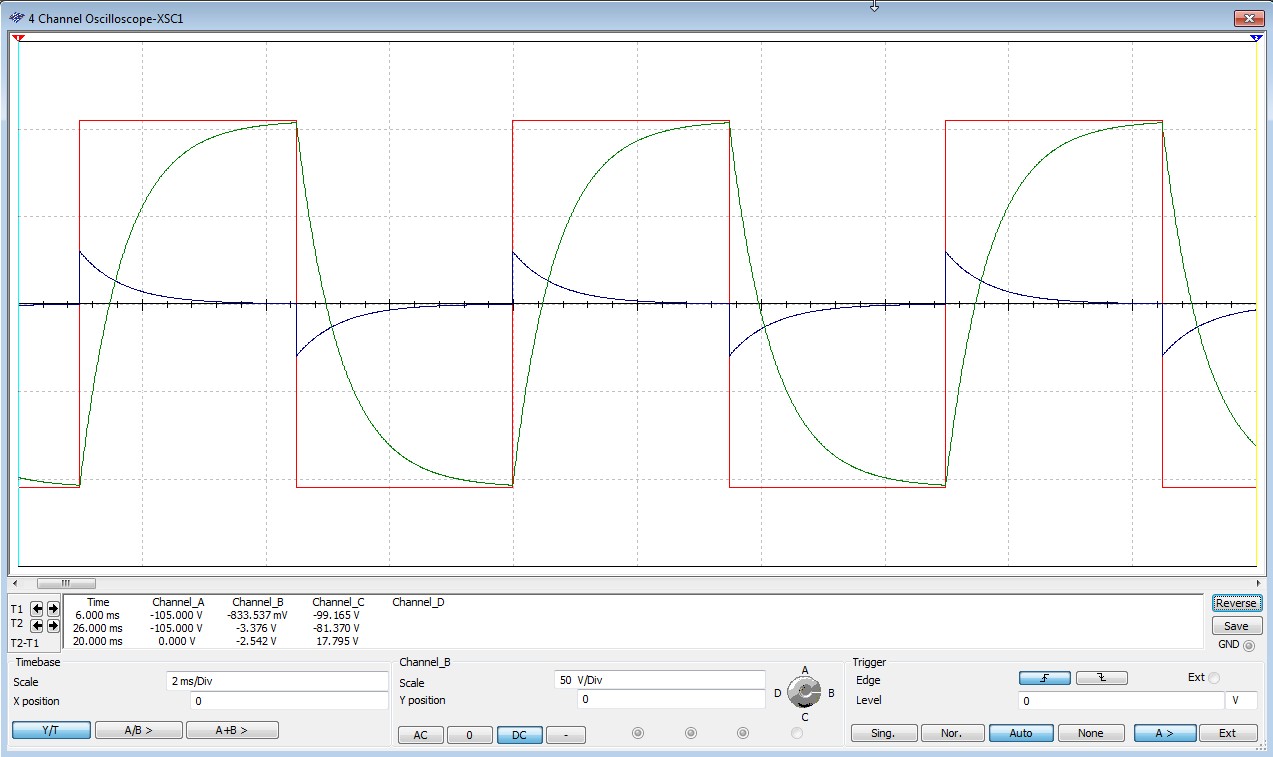 4 Channel Oscilloscope-XSC1
Time Channel_A Channel_B Channel_C Channel_D
T1 6.000 ms -105.000 V -833.537 mV -99.165 V
T2 26.000 ms -105.000 V -3.376 V -81.370 V
T2-T1 20.000 ms 0.000 V -2.542 V 17.795 V
Reverse
Save
GND
Timebase
Scale 2 ms/Div
X position 0
Y/T A/B > A+B >
Channel_B
Scale 50 V/Div
Y position 0
AC 0 DC -
A
D B
C
Trigger
Edge Ext
Level 0 V
Sing. Nor. Auto None A > Ext